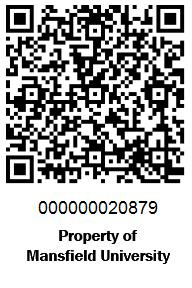 000000020879
Property of
Mansfield University